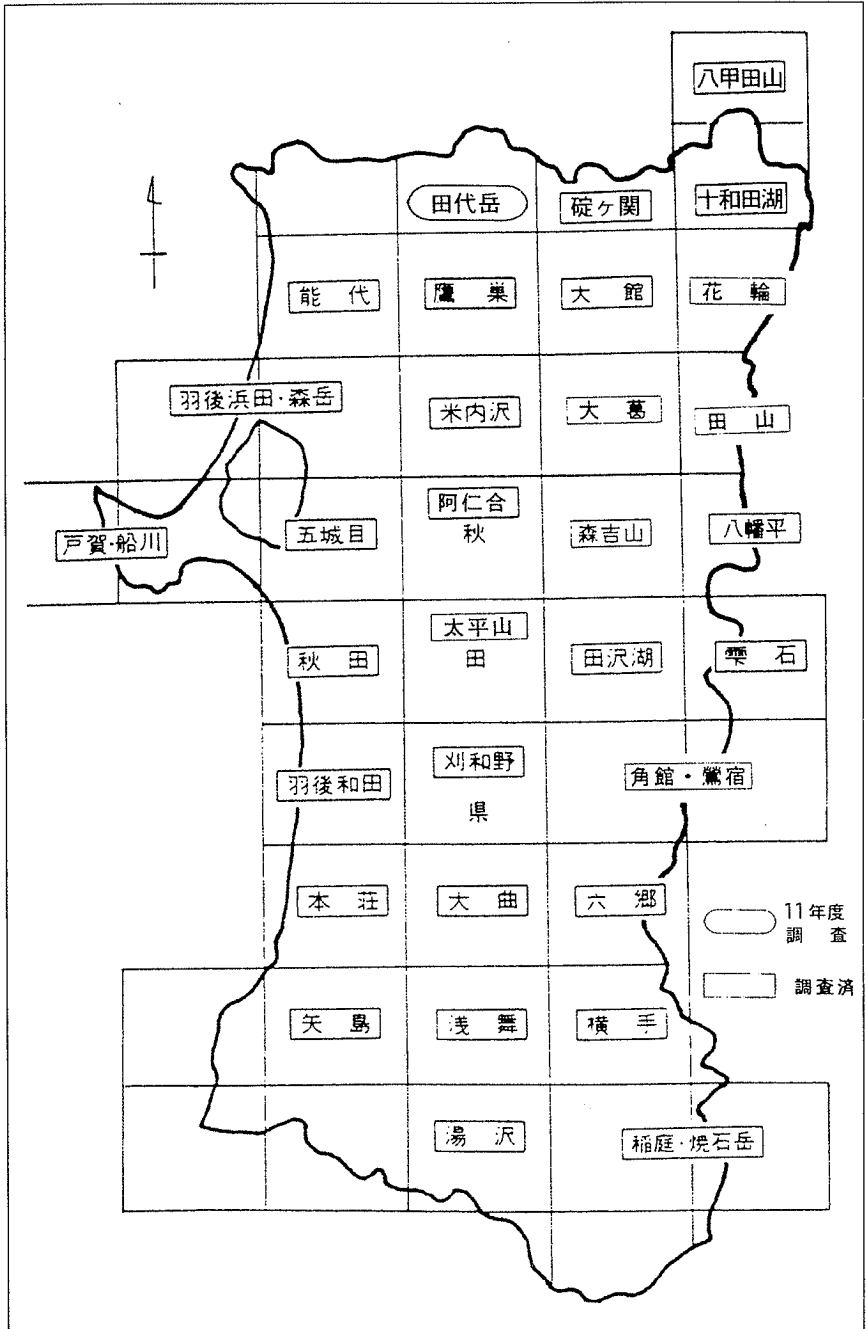 八甲田山
田代岳
碇ヶ関
十和田湖
能代
鷹巣
大館
花輪
羽後浜田・森岳
米内沢
大葛
田山
戸賀・船川
五城目
阿仁合
秋
森吉山
八幡平
秋田
太平山
田
田沢湖
雫石
羽後和田
刈和野
県
角館・鶯宿
本荘
大曲
六郷
11年度
調査
調査済
矢島
浅舞
横手
湯沢
稲庭・焼石岳